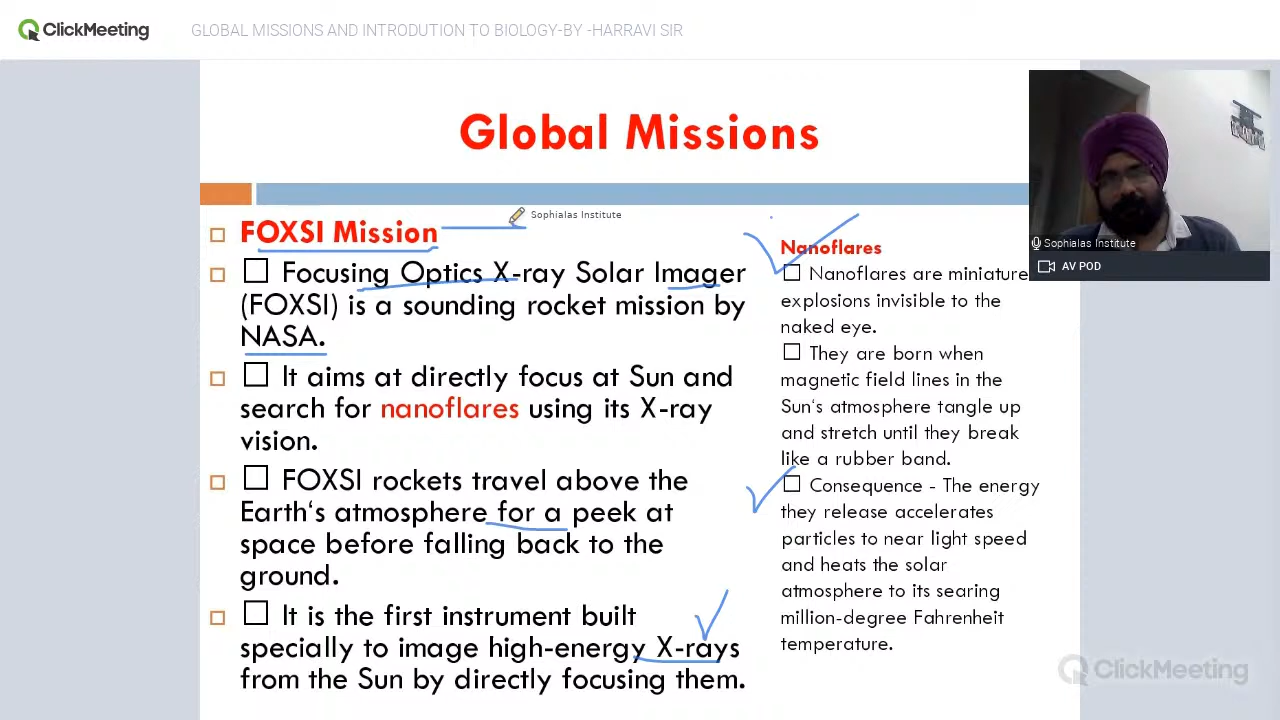 ClickMeeting
GLOBAL MISSIONS AND INTRODUTION TO BIOLOGY-BY -HARRAVI SIR
Global Missions
Sophialas Institute
FOXSI Mission
☐ Focusing Optics X-ray Solar Imager
(FOXSI) is a sounding rocket mission by
NASA.
☐ It aims at directly focus at Sun and
search for nanoflares using its X-ray
vision.
☐ FOXSI rockets travel above the
Earth‘s atmosphere for a peek at
space before falling back to the
ground.
☐ It is the first instrument built
specially to image high-energy X-rays
from the Sun by directly focusing them.
Nanoflares
☐ Nanoflares are miniature
explosions invisible to the
naked eye.
☐ They are born when
magnetic field lines in the
Sun‘s atmosphere tangle up
and stretch until they break
like a rubber band.
☐ Consequence - The energy
they release accelerates
particles to near light speed
and heats the solar
atmosphere to its searing
million-degree Fahrenheit
temperature.
Sophialas Institute
AV POD
ClickMeeting